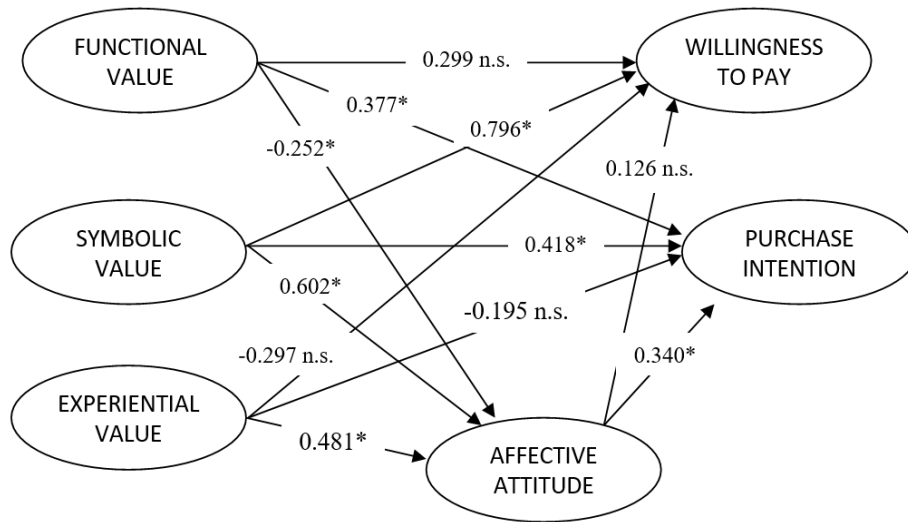 FUNCTIONAL
VALUE
WILLINGNESS
TO PAY
0.299 n.s.
0.377*
0.796*
-0.252*
0.126 n.s.
SYMBOLIC
VALUE
0.418*
PURCHASE
INTENTION
0.602*
-0.195 n.s.
-0.297 n.s.
0.340*
EXPERIENTIAL
VALUE
0.481*
AFFECTIVE
ATTITUDE